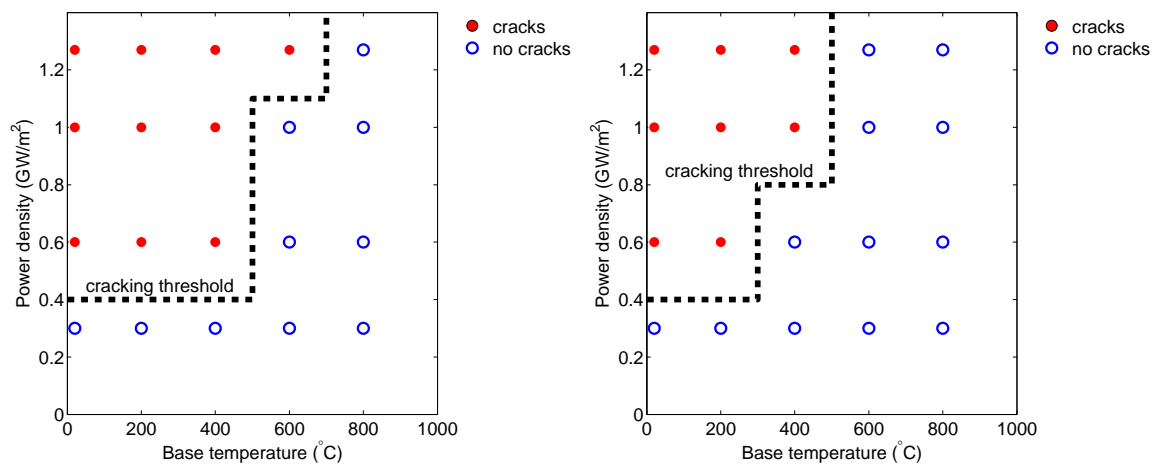 cracks
no cracks
1.2
1
0.8
0.6
0.4
0.2
0
Power density (GW/m²)
cracking threshold
0
200
400
600
800
1000
Base temperature (°C)
cracks
no cracks
1.2
1
0.8
0.6
0.4
0.2
0
Power density (GW/m²)
cracking threshold
0
200
400
600
800
1000
Base temperature (°C)